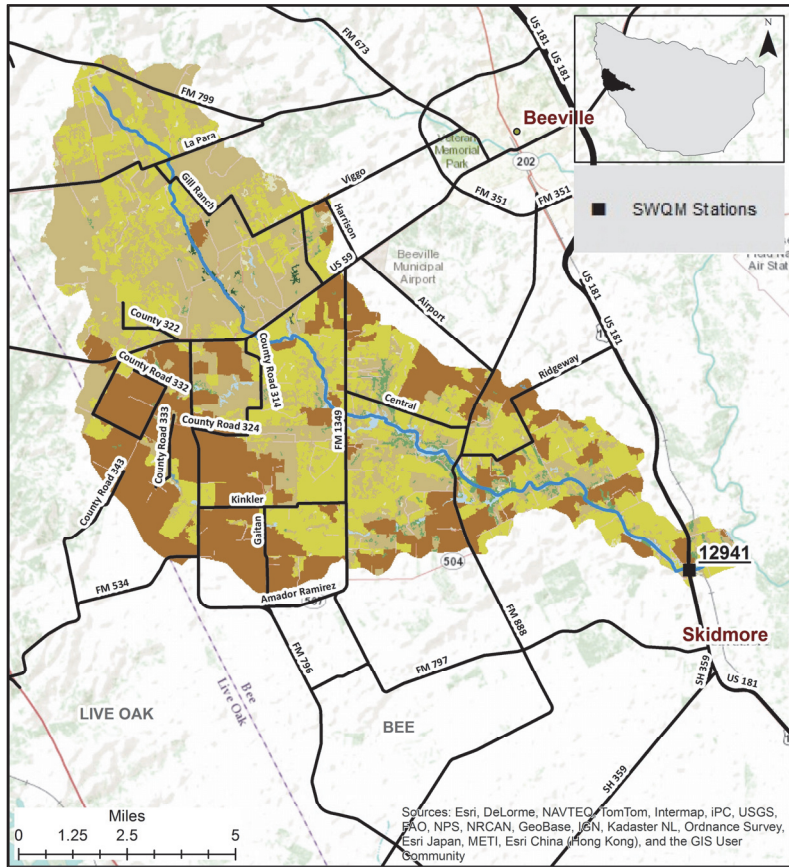 FM 673
US 181
US 181
N
FM 799
Beeville
La Para
Veteran
Memorial
Park
202
Viggo
Gill Ranch
FM 351
FM 351
SWQM Stations
Harrison
US 59
Beeville
Municipal
Airport
Air Stat
US 181
US 181
Airport
County 322
County Road 314
Ridgeway
County Road 332
Central
County Road 333
County Road 324
FM 1349
County Road 343
Kinkler
Gaitan
12941
504
FM 534
Amador Ramirez
FM 888
Skidmore
FM 796
FM 797
SH 359
US 181
Bee
Live Oak
LIVE OAK
BEE
SH 359
Miles
0 1.25 2.5 5
Sources: Esri, DeLorme, NAVTEQ, TomTom, Intermap, iPC, USGS,
FAO, NPS, NRCAN, GeoBase, IGN, Kadaster NL, Ordnance Survey,
Esri Japan, METI, Esri China (Hong Kong), and the GIS User
Community